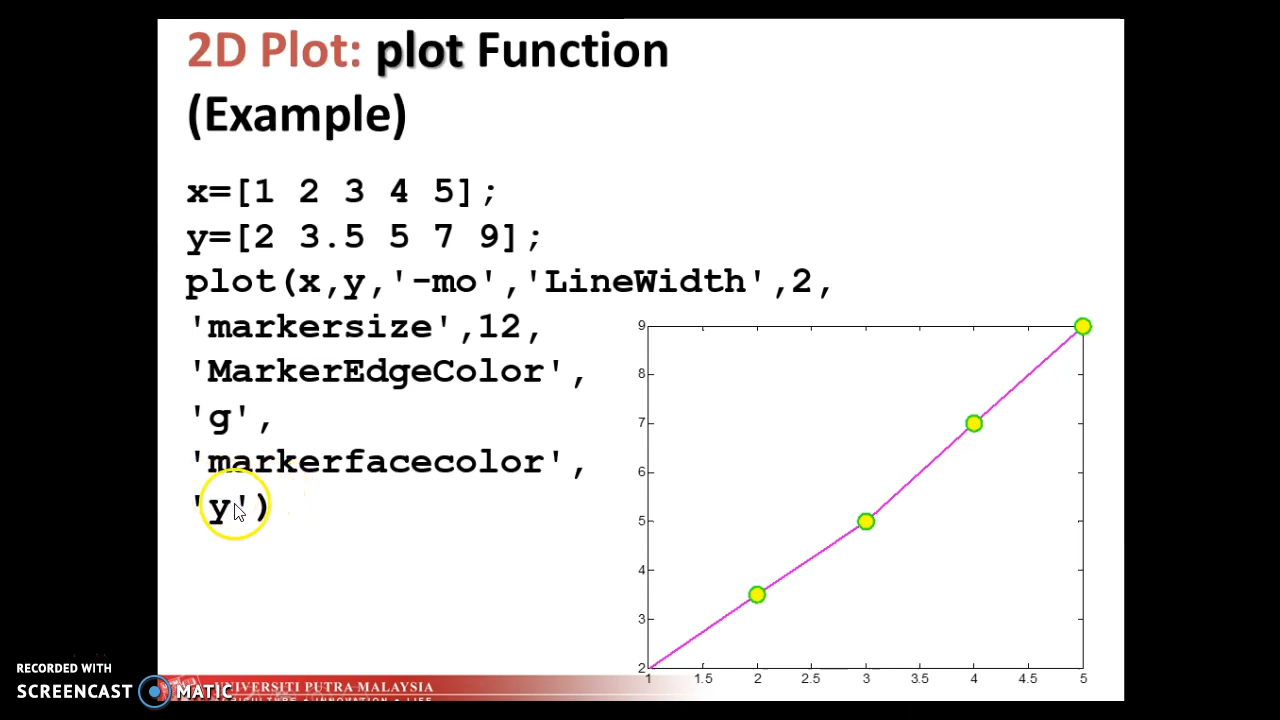 2D Plot: plot Function
(Example)
x=[1 2 3 4 5];
y=[2 3.5 5 7 9];
plot(x,y,'-mo','LineWidth',2,
'markersize',12,
'MarkerEdgeColor',
'g',
'markerfacecolor',
'y')
9
8
7
6
5
4
3
2
1 1.5 2 2.5 3 3.5 4 4.5 5
RECORDED WITH
SCREENCAST MATIC
UNIVERSITI PUTRA MALAYSIA